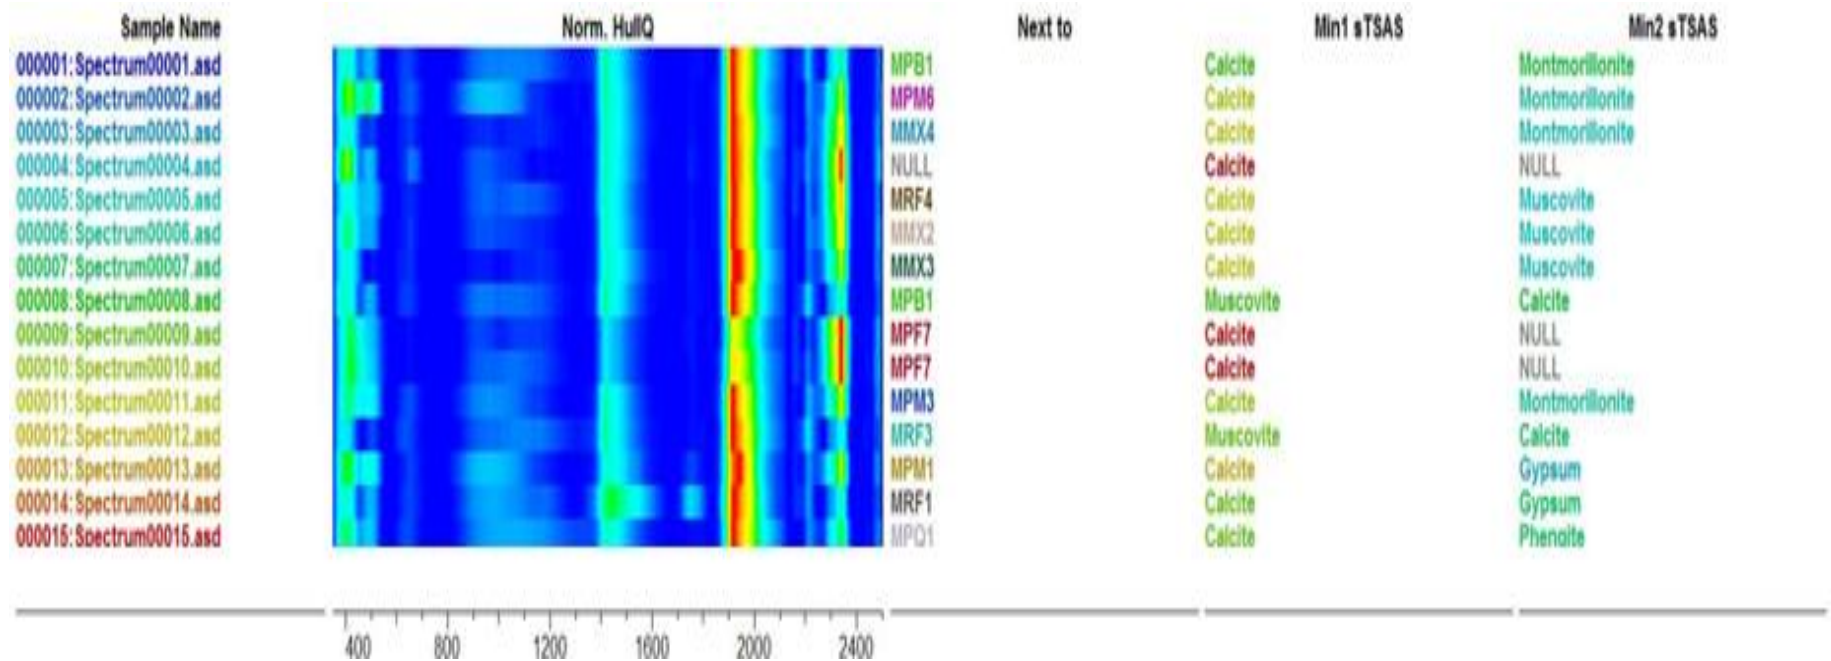 Sample Name Norm. HullQ Next to Min1 sTSAS Min2 sTSAS
000001:Spectrum00001.asd MPB1 Calcite Montmorillonite
000002:Spectrum00002.asd MPM6 Calcite Montmorillonite
000003:Spectrum00003.asd MMX4 Calcite Montmorillonite
000004:Spectrum00004.asd NULL Calcite NULL
000005:Spectrum00005.asd MRF4 Calcite Muscovite
000006:Spectrum00006.asd MMX2 Calcite Muscovite
000007:Spectrum00007.asd MMX3 Calcite Muscovite
000008:Spectrum00008.asd MPB1 Muscovite Calcite
000009:Spectrum00009.asd MPF7 Calcite NULL
000010:Spectrum00010.asd MPF7 Calcite NULL
000011:Spectrum00011.asd MPM3 Calcite Montmorillonite
000012:Spectrum00012.asd MRF3 Muscovite Calcite
000013:Spectrum00013.asd MPM1 Calcite Gypsum
000014:Spectrum00014.asd MRF1 Calcite Gypsum
000015:Spectrum00015.asd MPQ1 Calcite Phengite
400 800 1200 1600 2000 2400